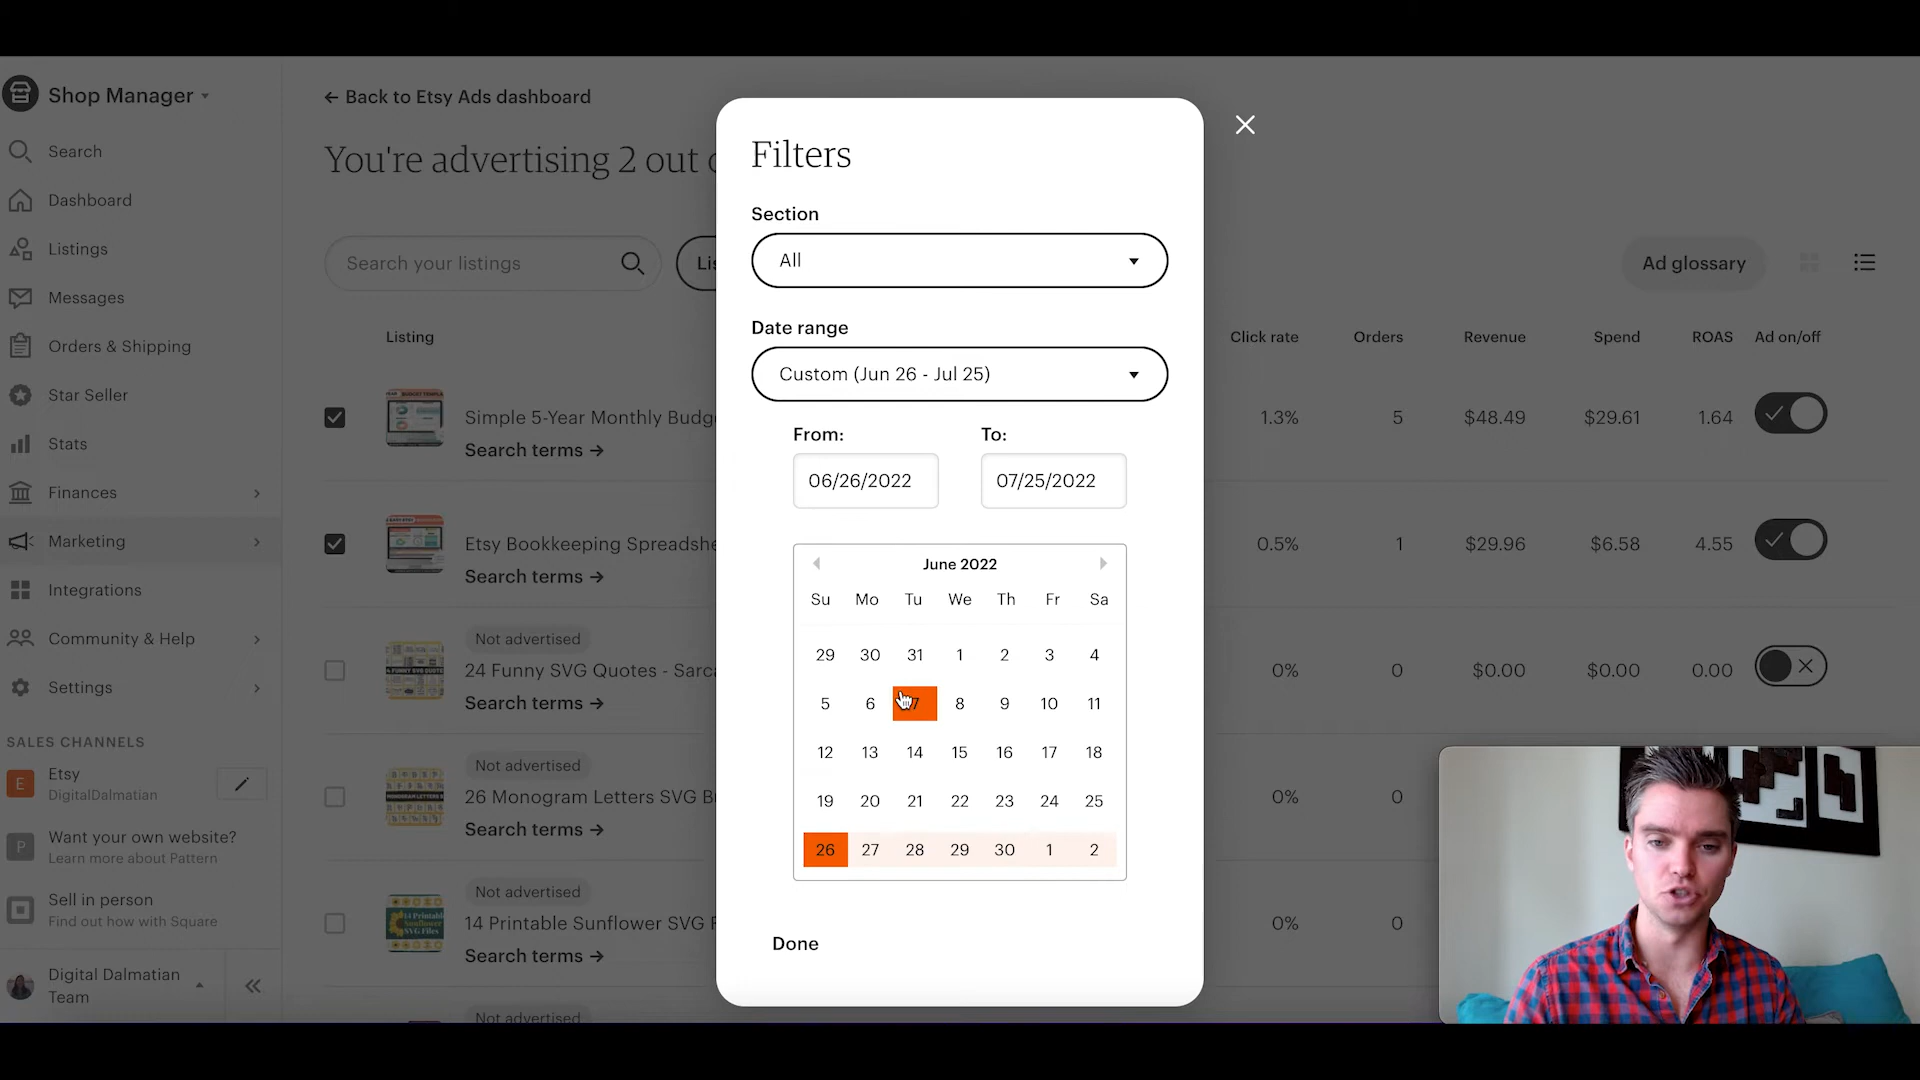 Shop Manager
Search
Dashboard
Listings
Messages
Orders & Shipping
Star Seller
Stats
Finances
Marketing
Integrations
Community & Help
Settings
SALES CHANNELS
E
Etsy
DigitalDalmatian
P
Want your own website?
Learn more about Pattern
Sell in person
Find out how with Square
Digital Dalmatian
Team
← Back to Etsy Ads dashboard
You're advertising 2 out
Search your listings
Ad glossary
Listing
Click rate Orders Revenue Spend ROAS Ad on/off
Simple 5-Year Monthly Budg
Search terms →
1.3% 5 $48.49 $29.61 1.64
Etsy Bookkeeping Spreadshe
Search terms →
0.5% 1 $29.96 $6.58 4.55
Not advertised
24 Funny SVG Quotes - Sarc
Search terms →
0% 0 $0.00 $0.00 0.00
Not advertised
26 Monogram Letters SVG B
Search terms →
0% 0
Not advertised
14 Printable Sunflower SVG F
Search terms →
0% 0
Not advertised
Filters
Section
All
Date range
Custom (Jun 26 - Jul 25)
From: To:
06/26/2022 07/25/2022
June 2022
Su Mo Tu We Th Fr Sa
29 30 31 1 2 3 4
5 6 7 8 9 10 11
12 13 14 15 16 17 18
19 20 21 22 23 24 25
26 27 28 29 30 1 2
Done